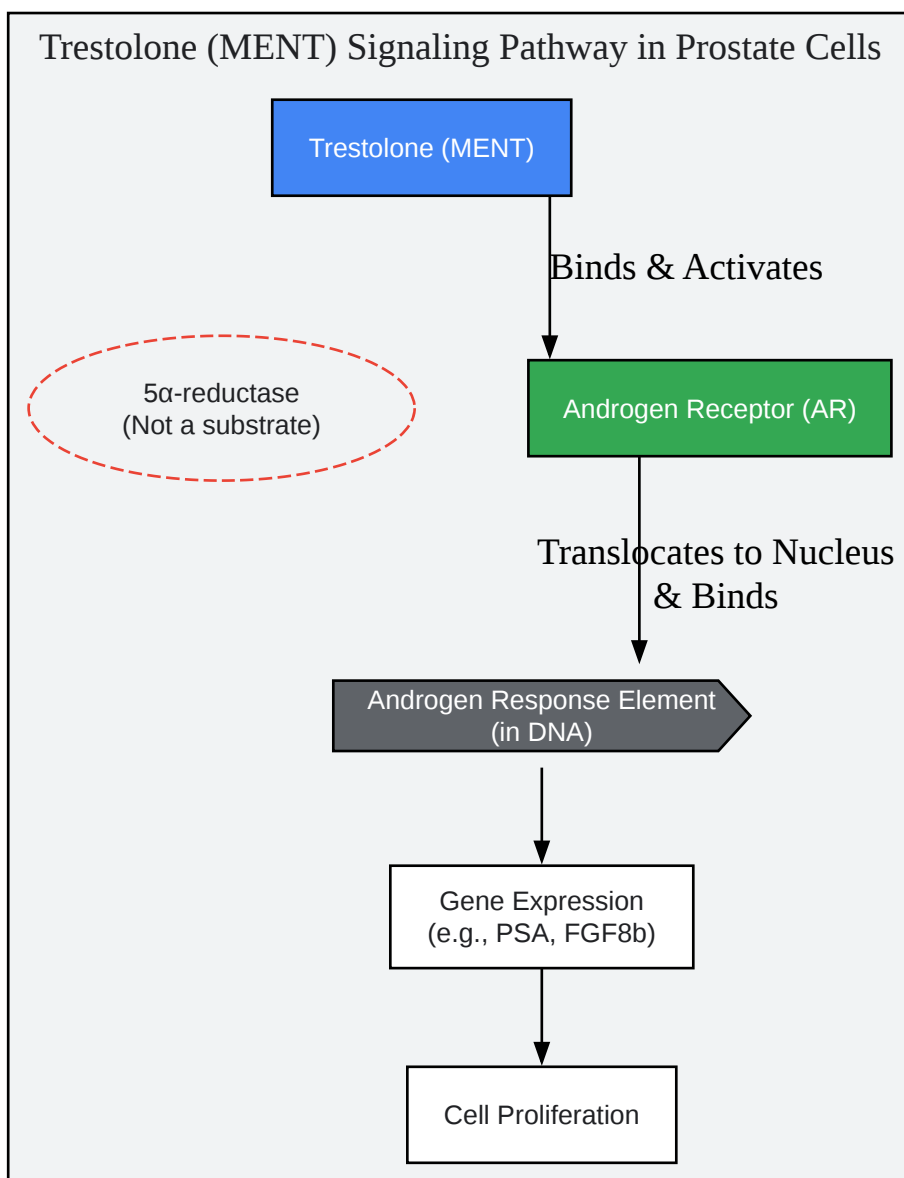 Trestolone (MENT) Signaling Pathway in Prostate Cells
Trestolone (MENT)
Binds & Activates
5α-reductase
(Not a substrate)
Androgen Receptor (AR)
Translocates to Nucleus
& Binds
Androgen Response Element
(in DNA)
Gene Expression
(e.g., PSA, FGF8b)
Cell Proliferation